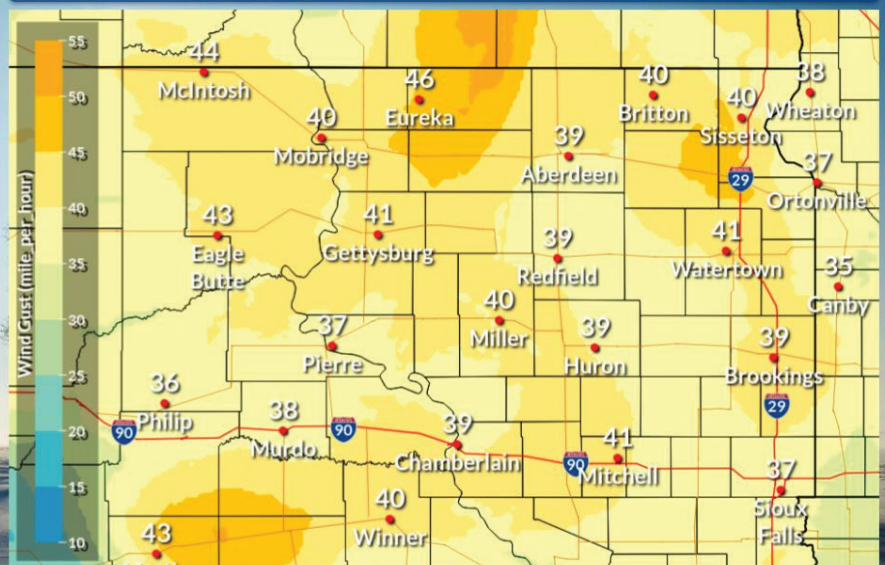 55
50
45
40
35
30
25
20
15
10
Wind Gust (mile_per_hour)
44
McIntosh
46
Eureka
40
Mobridge
40
Britton
40
Sisseton
38
Wheaton
39
Aberdeen
37
Ortonville
29
43
Eagle
Butte
41
Gettysburg
39
Redfield
41
Watertown
35
Canby
40
Miller
37
Pierre
39
Huron
39
Brookings
29
36
Philip
90
38
Murdo
90
39
Chamberlain
90
41
Mitchell
37
Sioux
Falls
40
Winner
43